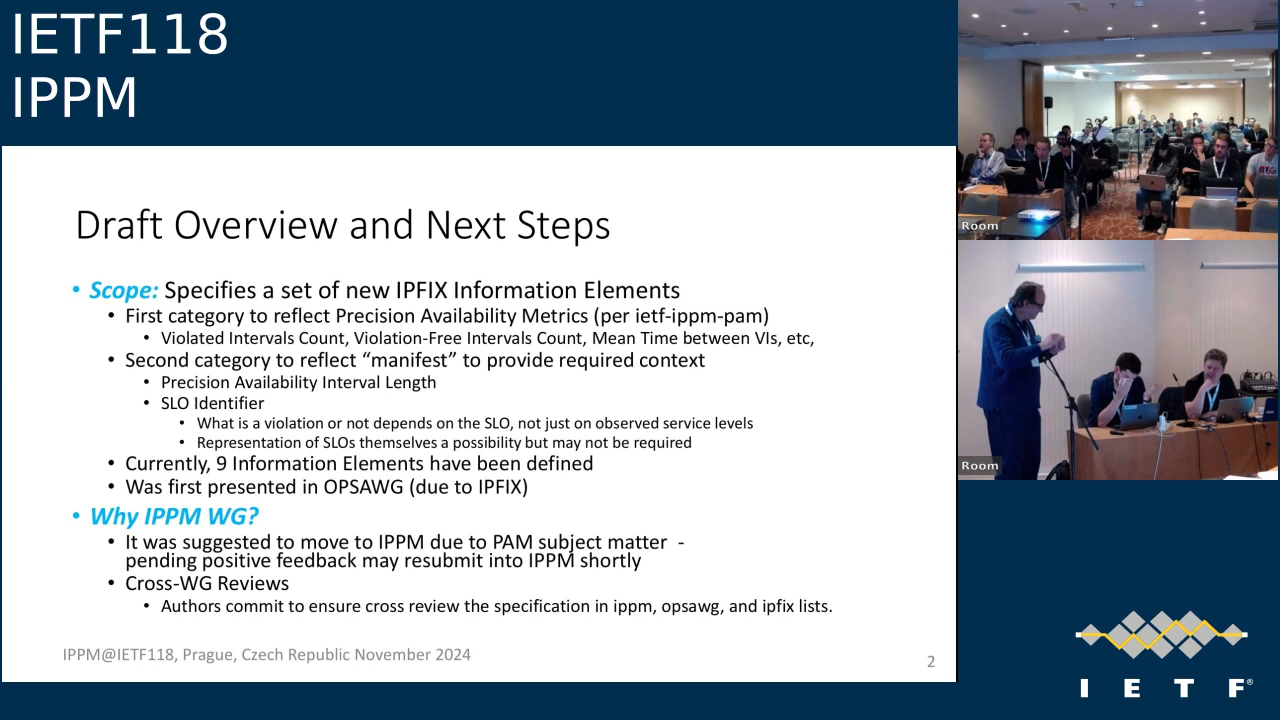 IETF118
IPPM
Draft Overview and Next Steps
• Scope: Specifies a set of new IPFIX Information Elements
• First category to reflect Precision Availability Metrics (per ietf-ippm-pam)
• Violated Intervals Count, Violation-Free Intervals Count, Mean Time between VIs, etc,
• Second category to reflect “manifest” to provide required context
• Precision Availability Interval Length
• SLO Identifier
• What is a violation or not depends on the SLO, not just on observed service levels
• Representation of SLOs themselves a possibility but may not be required
• Currently, 9 Information Elements have been defined
• Was first presented in OPSAWG (due to IPFIX)
• Why IPPM WG?
• It was suggested to move to IPPM due to PAM subject matter -
pending positive feedback may resubmit into IPPM shortly
• Cross-WG Reviews
• Authors commit to ensure cross review the specification in ippm, opsawg, and ipfix lists.
IPPM@IETF118, Prague, Czech Republic November 2024
2
Room
Room
I E T F®